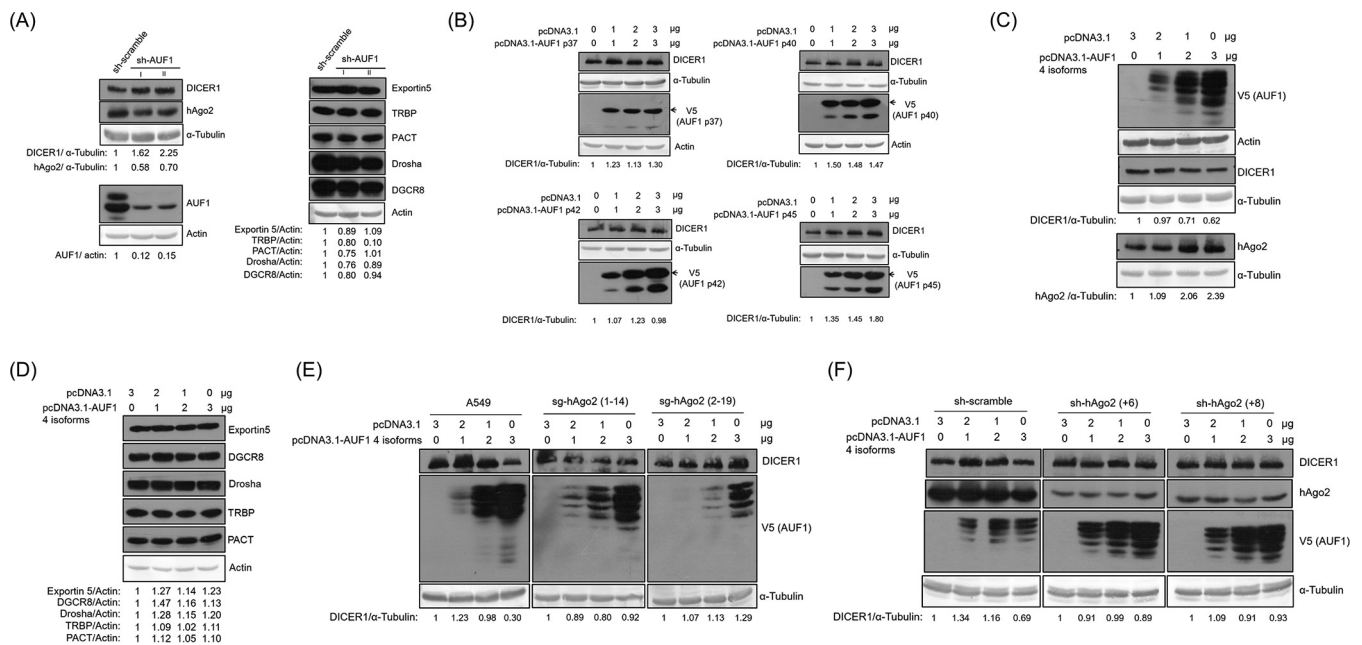 (A)
sh-scramble
sh-AUF1
I II
DICER1
hAgo2
α-Tubulin
DICER1/ α-Tubulin: 1 1.62 2.25
hAgo2/ α-Tubulin: 1 0.58 0.70
AUF1
Actin
AUF1/ actin: 1 0.12 0.15
sh-scramble
sh-AUF1
I II
Exportin5
TRBP
PACT
Drosha
DGCR8
Actin
Exportin 5/Actin: 1 0.89 1.09
TRBP/Actin: 1 0.80 0.10
PACT/Actin: 1 0.75 1.01
Drosha/Actin: 1 0.76 0.89
DGCR8/Actin: 1 0.80 0.94
(B)
pcDNA3.1 0 1 2 3 µg
pcDNA3.1-AUF1 p37 0 1 2 3 µg
DICER1
α-Tubulin
V5
(AUF1 p37)
Actin
DICER1/α-Tubulin: 1 1.23 1.13 1.30
pcDNA3.1 0 1 2 3 µg
pcDNA3.1-AUF1 p40 0 1 2 3 µg
DICER1
α-Tubulin
V5
(AUF1 p40)
Actin
DICER1/α-Tubulin: 1 1.50 1.48 1.47
pcDNA3.1 0 1 2 3 µg
pcDNA3.1-AUF1 p42 0 1 2 3 µg
DICER1
α-Tubulin
V5
(AUF1 p42)
DICER1/α-Tubulin: 1 1.07 1.23 0.98
pcDNA3.1 0 1 2 3 µg
pcDNA3.1-AUF1 p45 0 1 2 3 µg
DICER1
α-Tubulin
V5
(AUF1 p45)
DICER1/α-Tubulin: 1 1.35 1.45 1.80
(C)
pcDNA3.1 3 2 1 0 µg
pcDNA3.1-AUF1 0 1 2 3 µg
4 isoforms
V5 (AUF1)
Actin
DICER1
α-Tubulin
DICER1/α-Tubulin: 1 0.97 0.71 0.62
hAgo2
α-Tubulin
hAgo2 /α-Tubulin: 1 1.09 2.06 2.39
(D)
pcDNA3.1 3 2 1 0 µg
pcDNA3.1-AUF1 0 1 2 3 µg
4 isoforms
Exportin5
DGCR8
Drosha
TRBP
PACT
Actin
Exportin 5/Actin: 1 1.27 1.14 1.23
DGCR8/Actin: 1 1.47 1.16 1.13
Drosha/Actin: 1 1.28 1.15 1.20
TRBP/Actin: 1 1.09 1.02 1.11
PACT/Actin: 1 1.12 1.05 1.10
(E)
A549 sg-hAgo2 (1-14) sg-hAgo2 (2-19)
pcDNA3.1 3 2 1 0 3 2 1 0 3 2 1 0 µg
pcDNA3.1-AUF1 4 isoforms 0 1 2 3 0 1 2 3 0 1 2 3 µg
DICER1
V5 (AUF1)
α-Tubulin
DICER1/α-Tubulin: 1 1.23 0.98 0.30 1 0.89 0.80 0.92 1 1.07 1.13 1.29
(F)
sh-scramble sh-hAgo2 (+6) sh-hAgo2 (+8)
pcDNA3.1 3 2 1 0 3 2 1 0 3 2 1 0 µg
pcDNA3.1-AUF1 0 1 2 3 0 1 2 3 0 1 2 3 µg
4 isoforms
DICER1
hAgo2
V5 (AUF1)
α-Tubulin
DICER1/α-Tubulin: 1 1.34 1.16 0.69 1 0.91 0.99 0.89 1 1.09 0.91 0.93